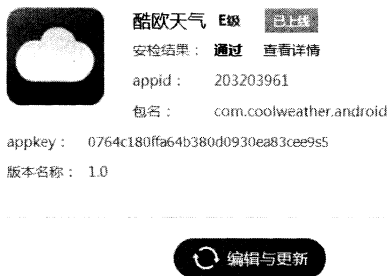 酷欧天气 E级 已上线
安检结果： 通过 查看详情
appid： 203203961
包名： com.coolweather.android
appkey： 0764c180ffa64b380d0930ea83cee9s5
版本名称： 1.0
编辑与更新